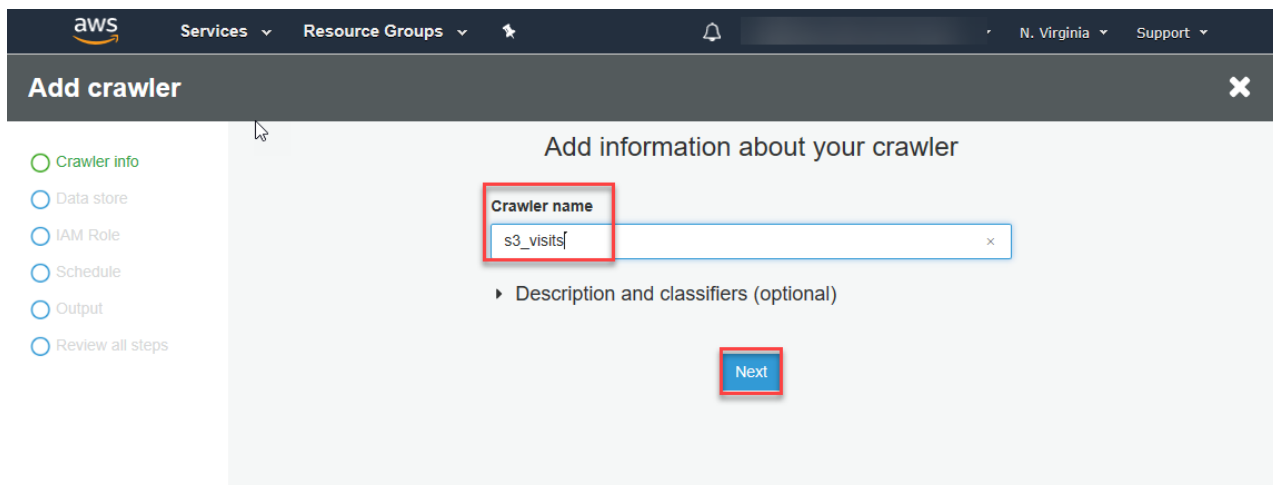 aws Services Resource Groups N. Virginia Support
Add crawler
Add information about your crawler
Crawler info
Data store
IAM Role
Schedule
Output
Review all steps
Crawler name
s3_visits
Description and classifiers (optional)
Next